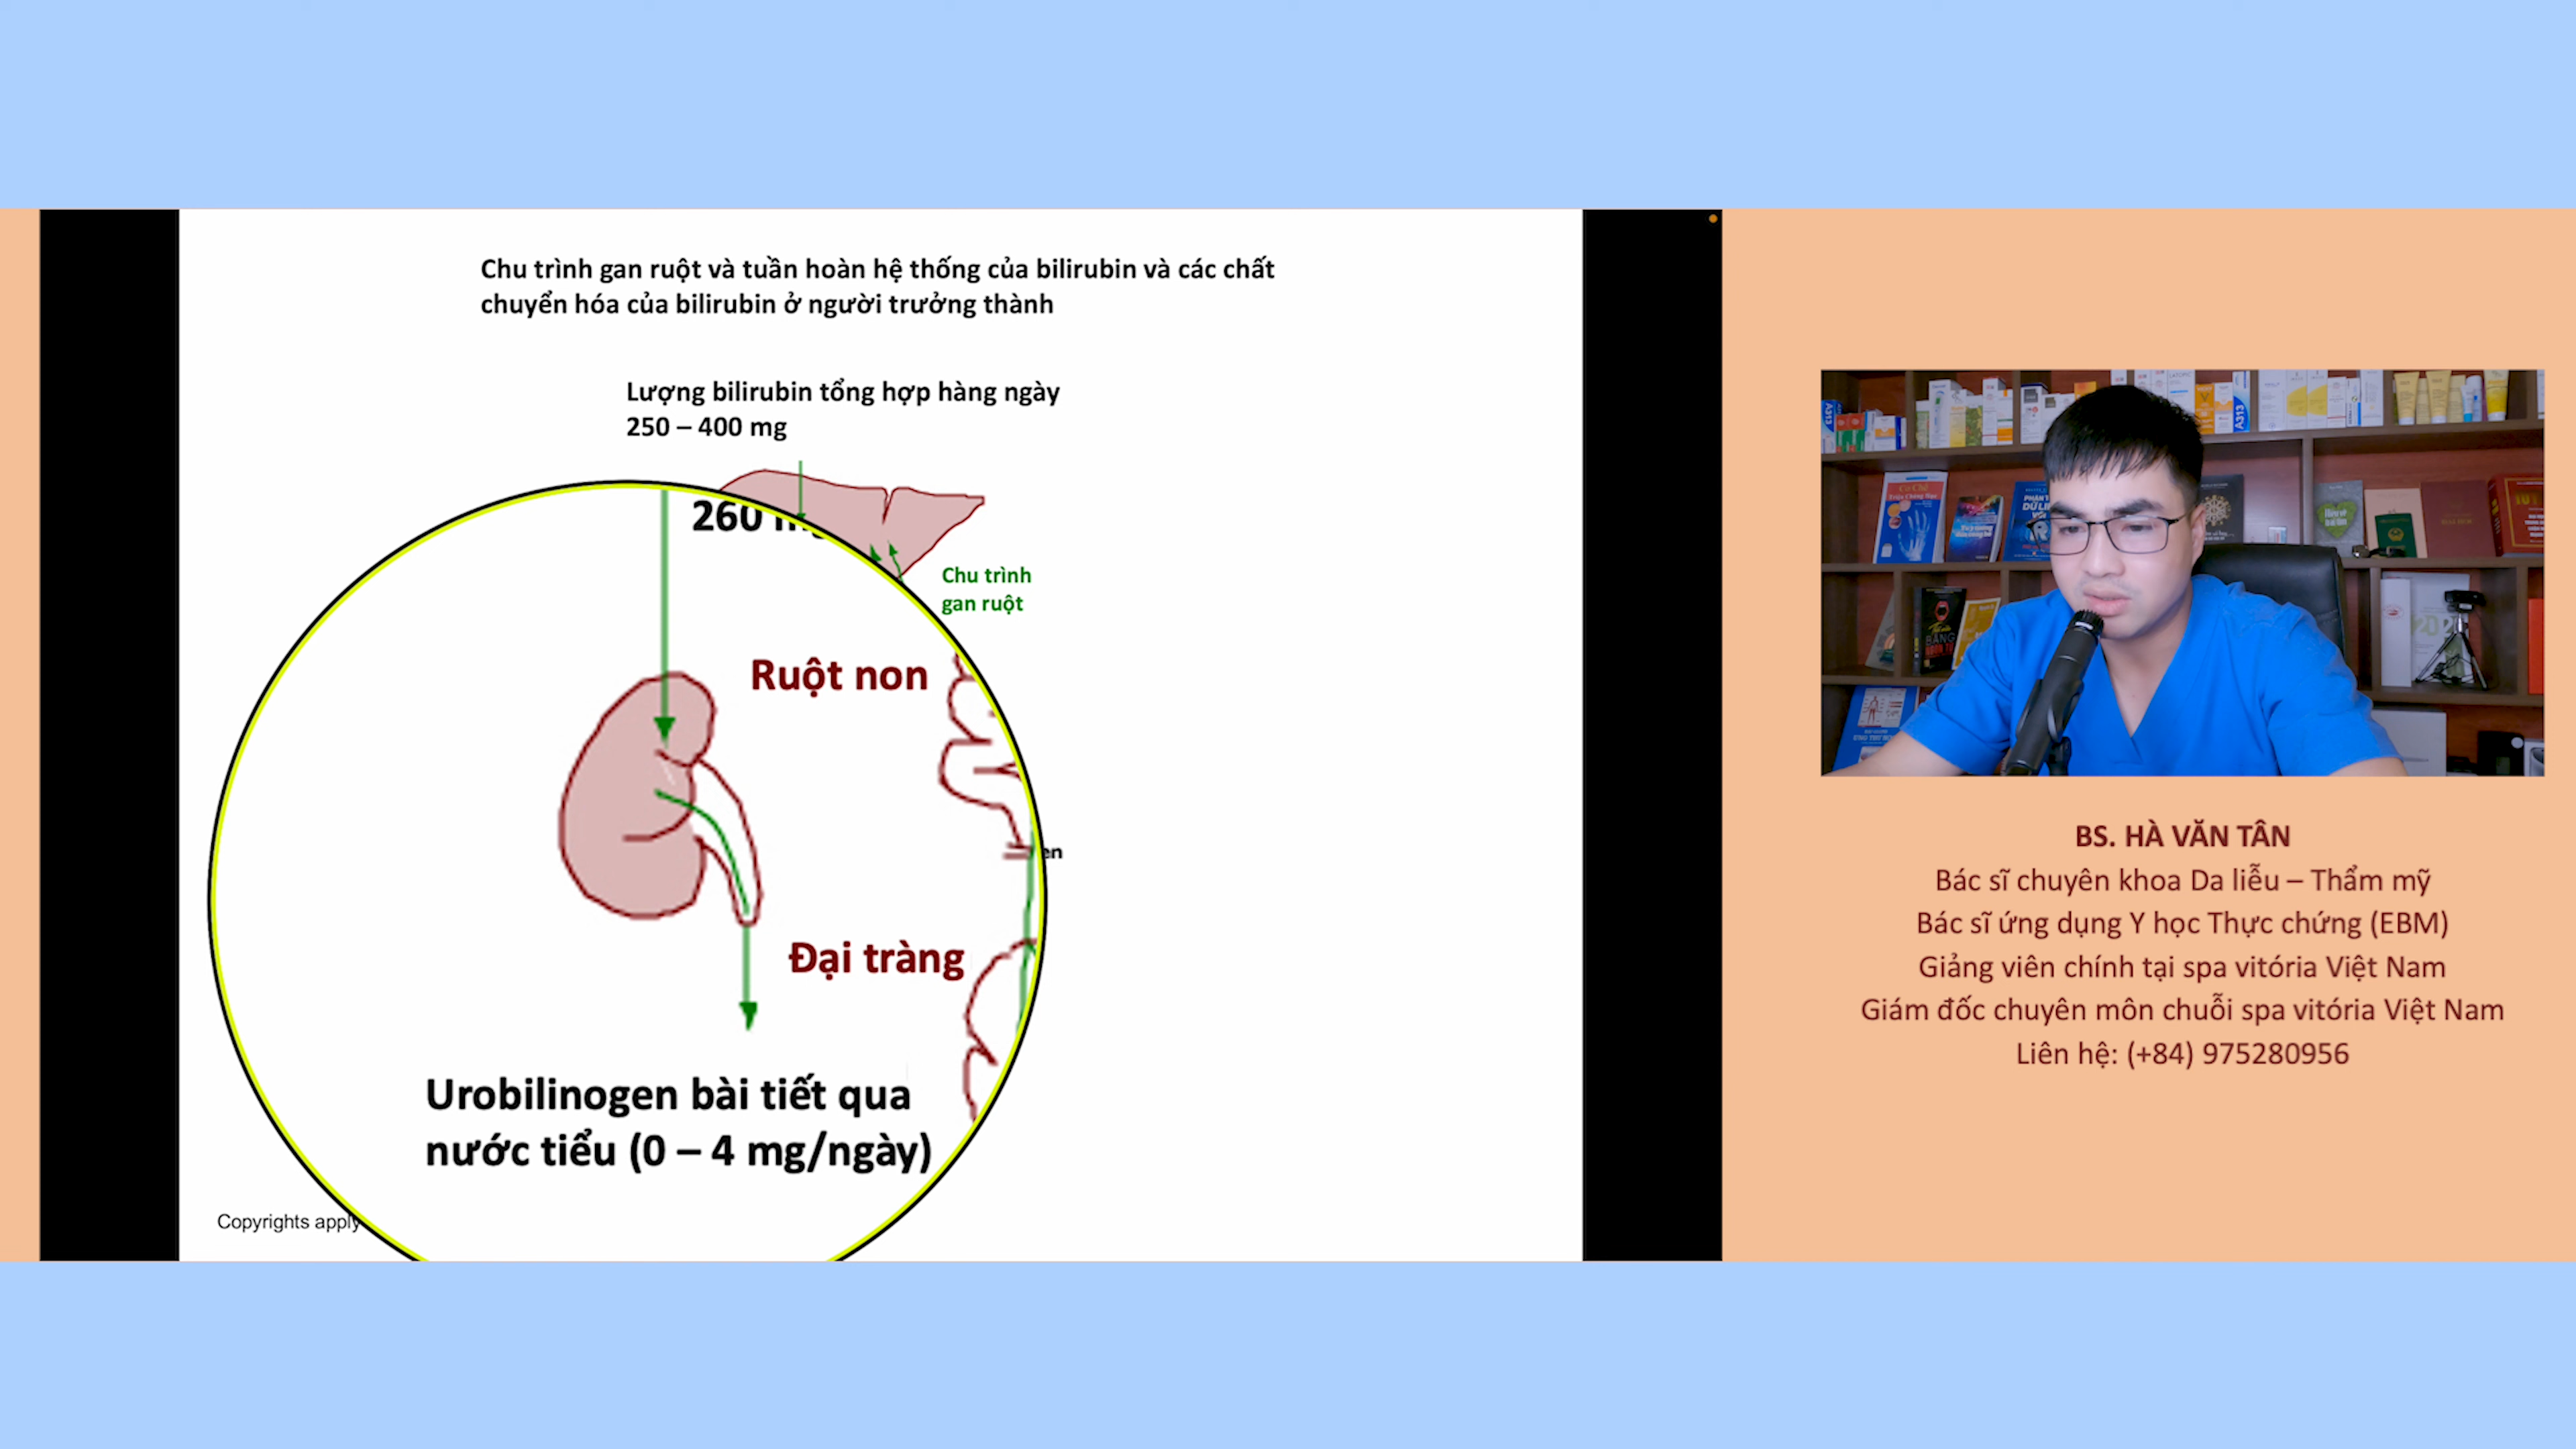 Chu trình gan ruột và tuần hoàn hệ thống của bilirubin và các chất
chuyển hóa của bilirubin ở người trưởng thành
Lượng bilirubin tổng hợp hàng ngày
250 – 400 mg
260
Chu trình
gan ruột
Ruột non
Đại tràng
Urobilinogen bài tiết qua
nước tiểu (0 – 4 mg/ngày)
Copyrights apply
A313
A313
BS. HÀ VĂN TÂN
Bác sĩ chuyên khoa Da liễu – Thẩm mỹ
Bác sĩ ứng dụng Y học Thực chứng (EBM)
Giảng viên chính tại spa vitória Việt Nam
Giám đốc chuyên môn chuỗi spa vitória Việt Nam
Liên hệ: (+84) 975280956